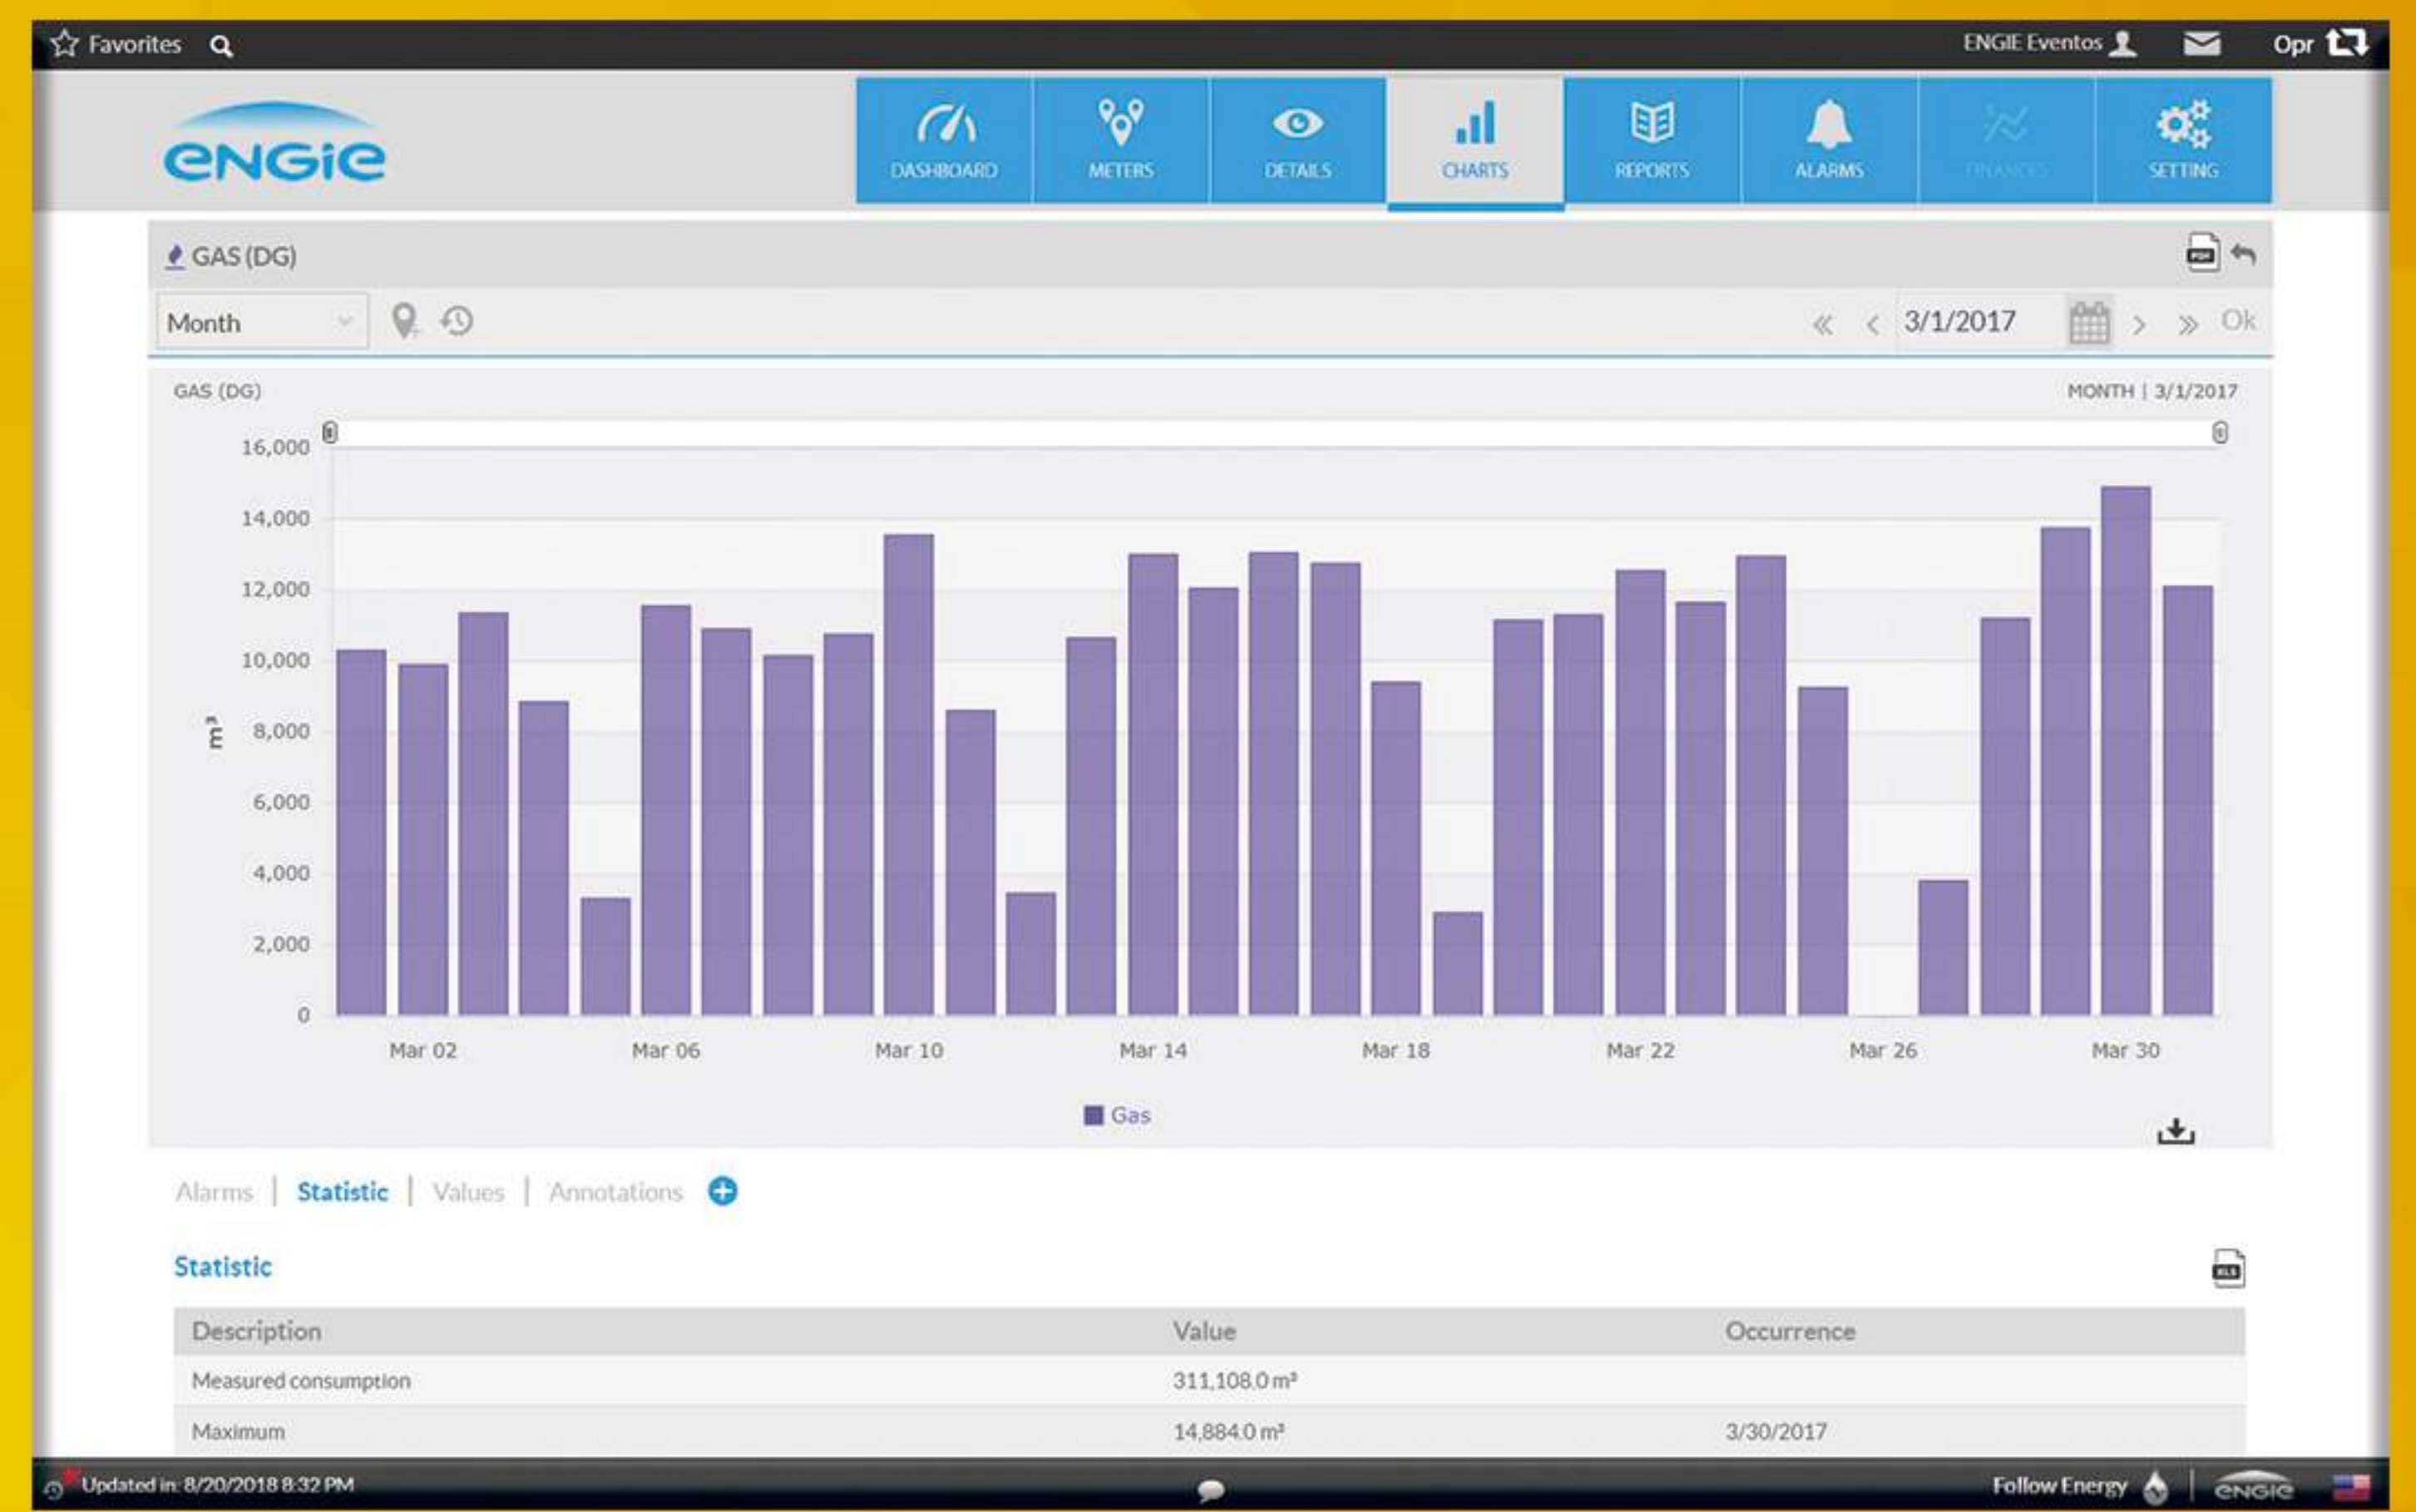 Favorites
ENGIE Eventos
Opr
ENGIE
DASHBOARD
METERS
DETAILS
CHARTS
REPORTS
ALARMS
FINANCES
SETTING
GAS (DG)
PDF
Month
3/1/2017
Ok
GAS (DG)
MONTH | 3/1/2017
16,000
14,000
12,000
10,000
8,000
6,000
4,000
2,000
0
m³
Mar 02
Mar 06
Mar 10
Mar 14
Mar 18
Mar 22
Mar 26
Mar 30
Gas
Alarms | Statistic | Values | Annotations
Statistic
XLS
Description Value Occurrence
Measured consumption 311,108.0 m³
Maximum 14,884.0 m³ 3/30/2017
Updated in: 8/20/2018 8:32 PM
Follow Energy
ENGIE